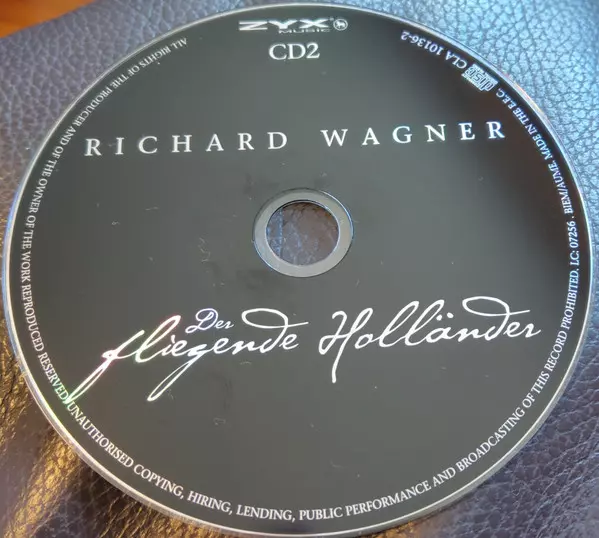 ZYX
MUSIC
CD2
RICHARD WAGNER
Der
fliegende Holländer
ALL RIGHTS OF THE PRODUCER AND OF THE OWNER OF THE WORK REPRODUCED RESERVED. UNAUTHORISED COPYING, HIRING, LENDING, PUBLIC PERFORMANCE AND BROADCASTING OF THIS RECORD PROHIBITED. LC: 07256 . BIEM/AUME. MADE IN THE E.E.C.
CLA 10136-2